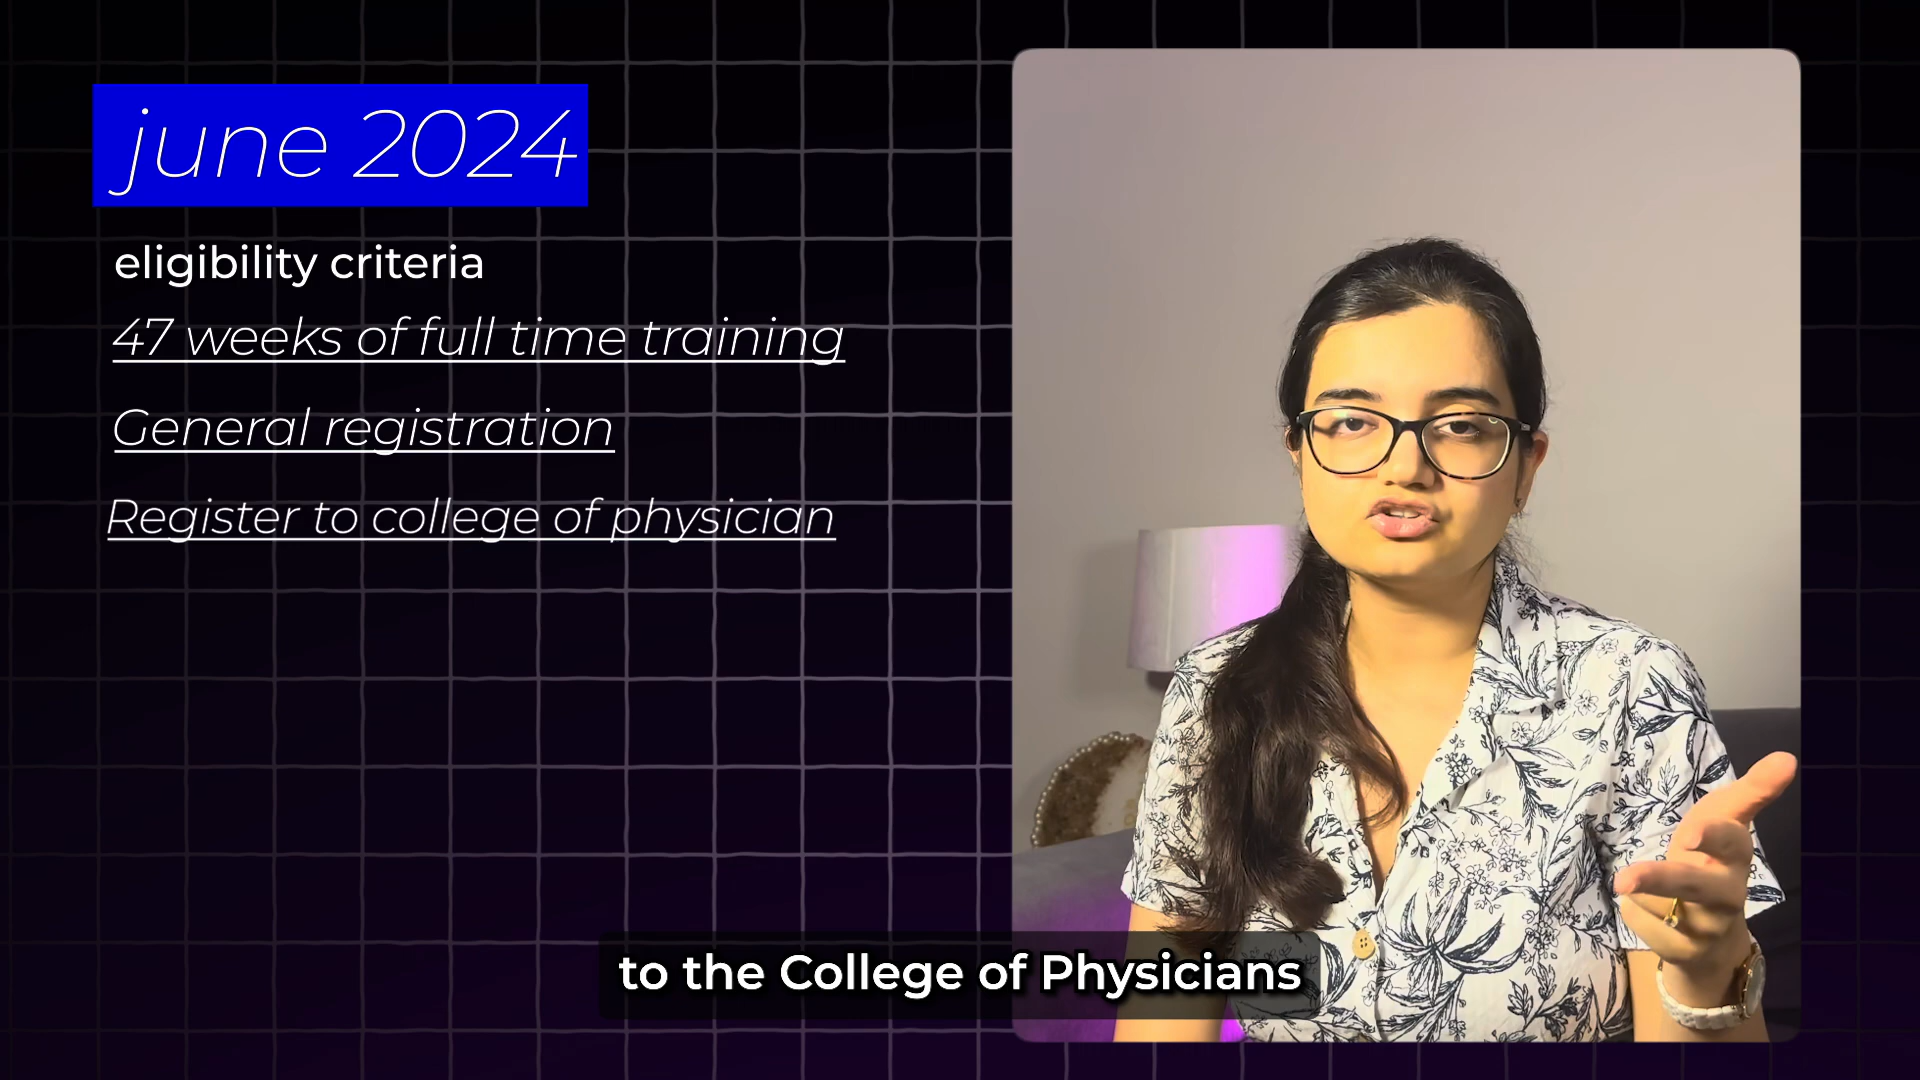 june 2024
eligibility criteria
47 weeks of full time training
General registration
Register to college of physician
to the College of Physicians